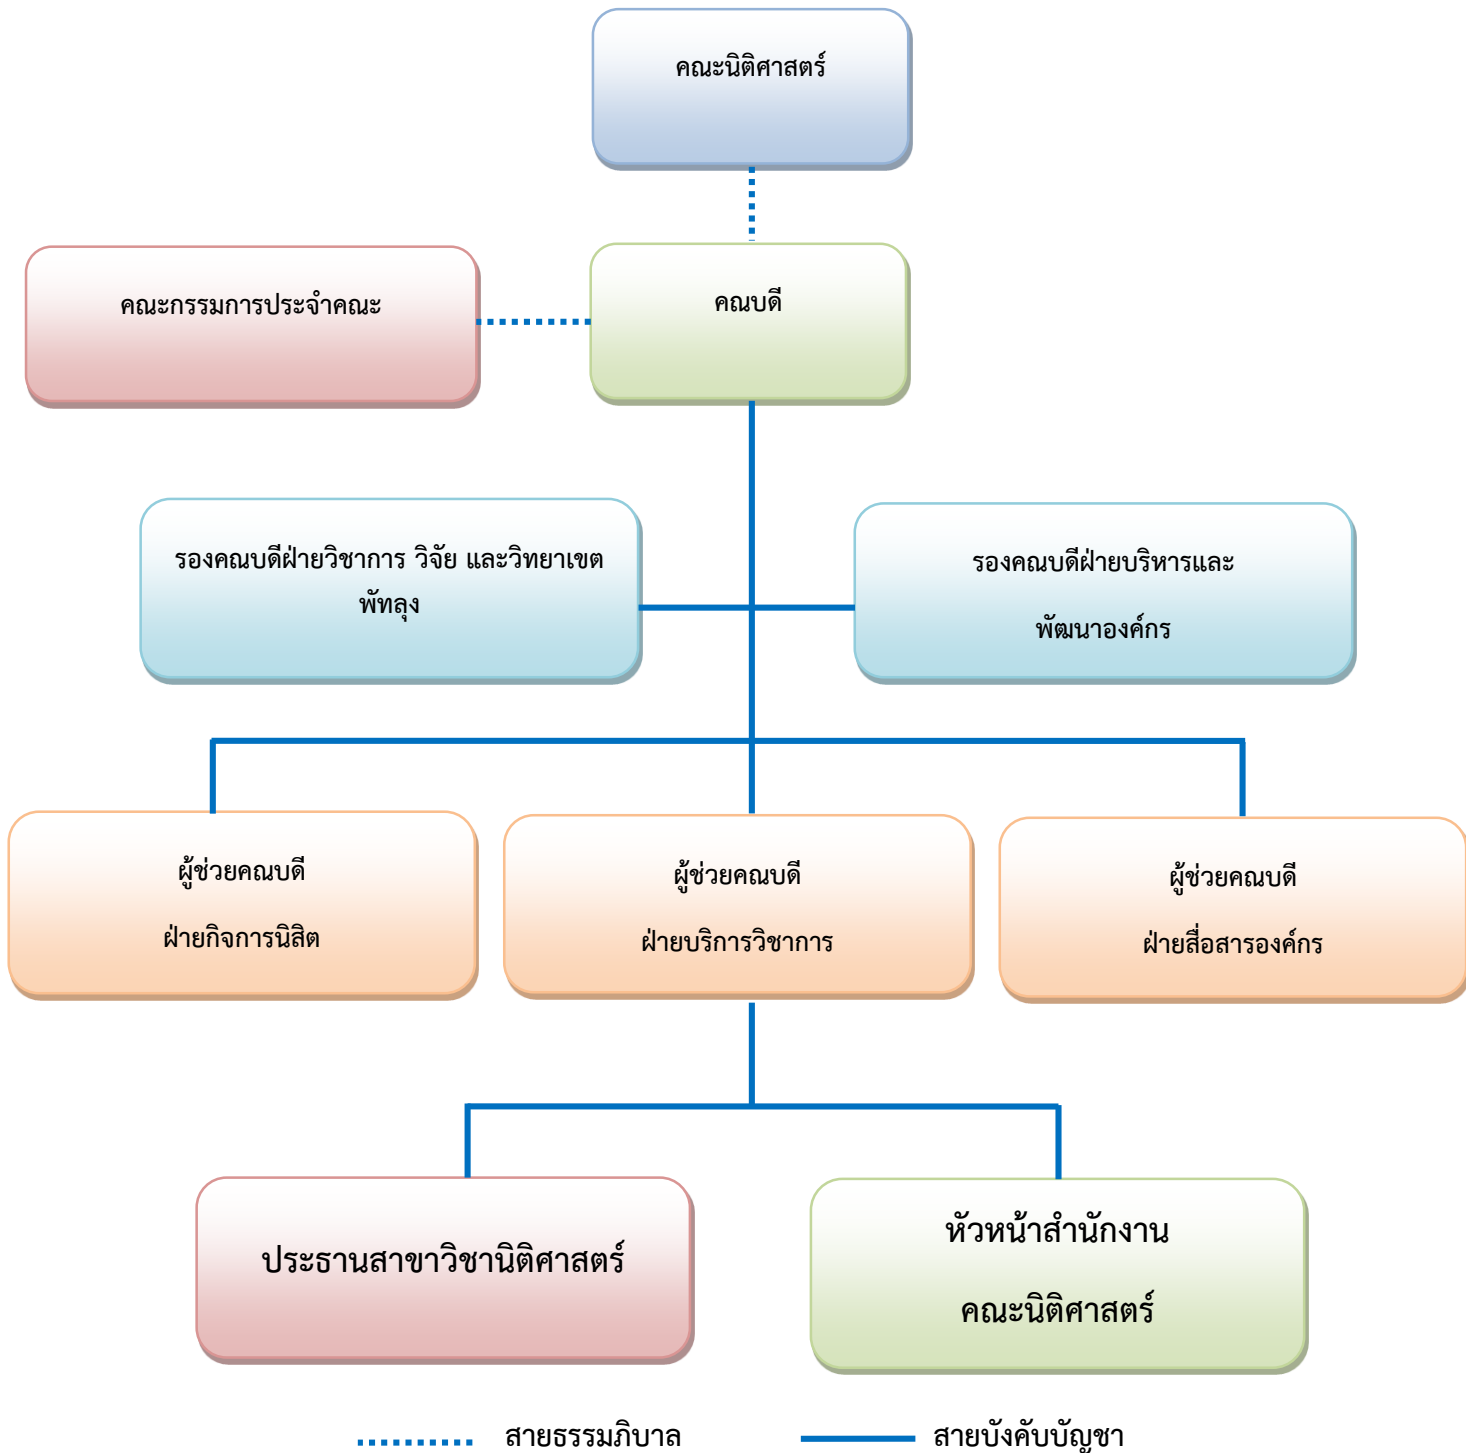 คณะนิติศาสตร์
คณะกรรมการประจำคณะ
คณบดี
รองคณบดีฝ่ายวิชาการ วิจัย และวิทยาเขต
พัทลุง
รองคณบดีฝ่ายบริหารและ
พัฒนาองค์กร
ผู้ช่วยคณบดี
ฝ่ายกิจการนิสิต
ผู้ช่วยคณบดี
ฝ่ายบริการวิชาการ
ผู้ช่วยคณบดี
ฝ่ายสื่อสารองค์กร
ประธานสาขาวิชานิติศาสตร์
หัวหน้าสำนักงาน
คณะนิติศาสตร์
สายธรรมภิบาล
สายบังคับบัญชา